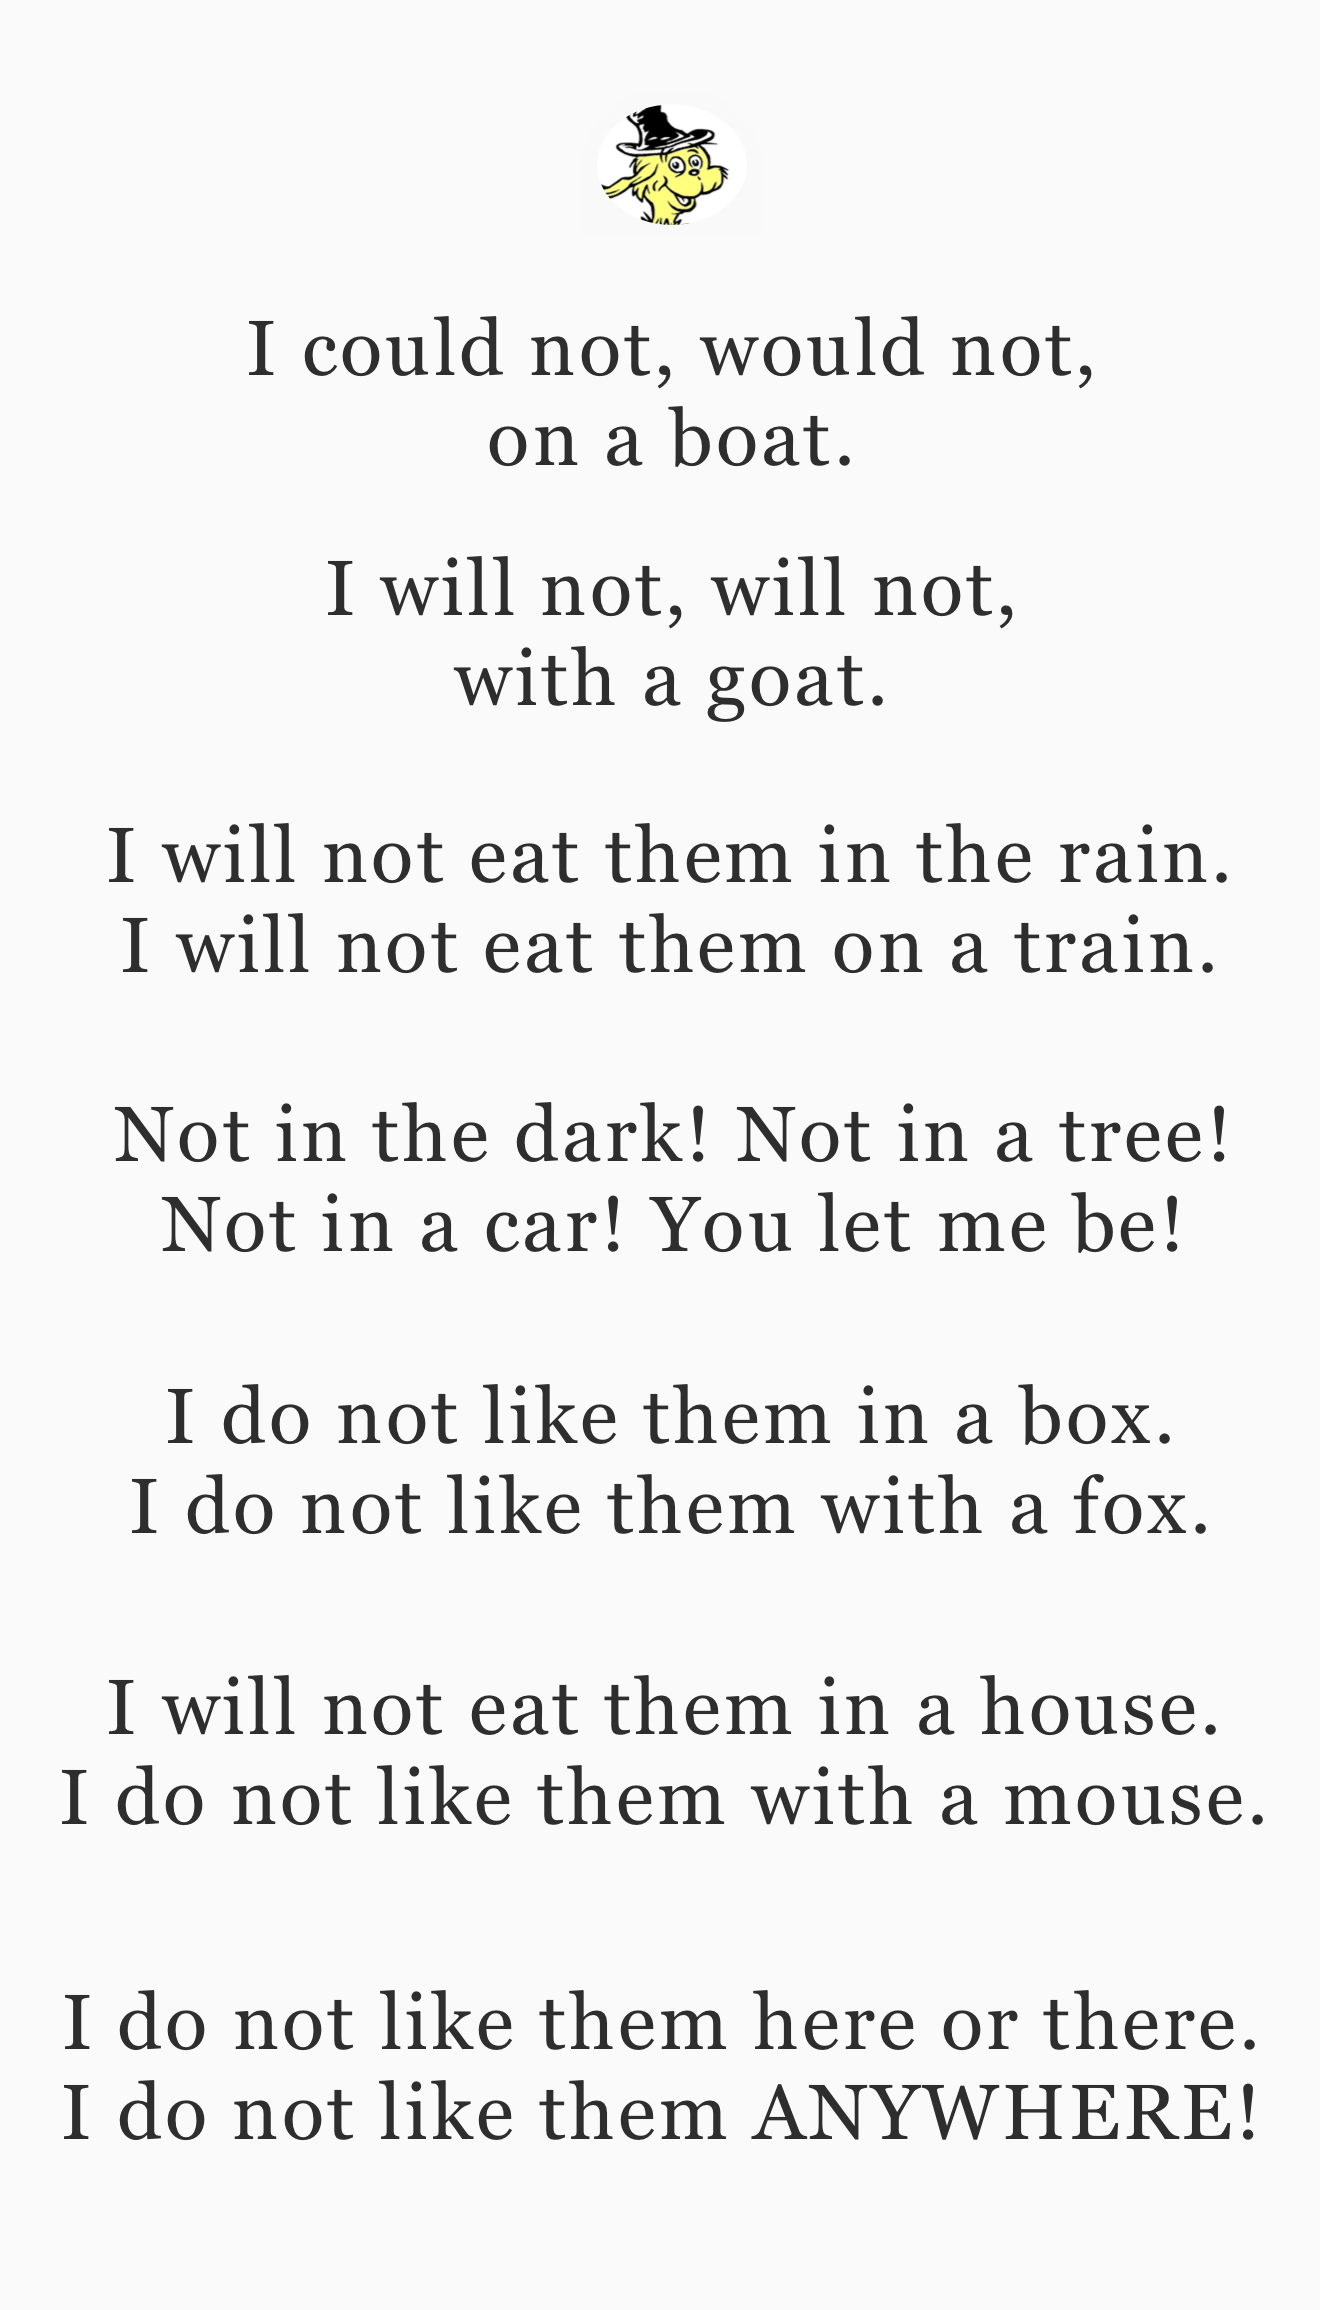 I could not, would not,
on a boat.
I will not, will not,
with a goat.
I will not eat them in the rain.
I will not eat them on a train.
Not in the dark! Not in a tree!
Not in a car! You let me be!
I do not like them in a box.
I do not like them with a fox.
I will not eat them in a house.
I do not like them with a mouse.
I do not like them here or there.
I do not like them ANYWHERE!